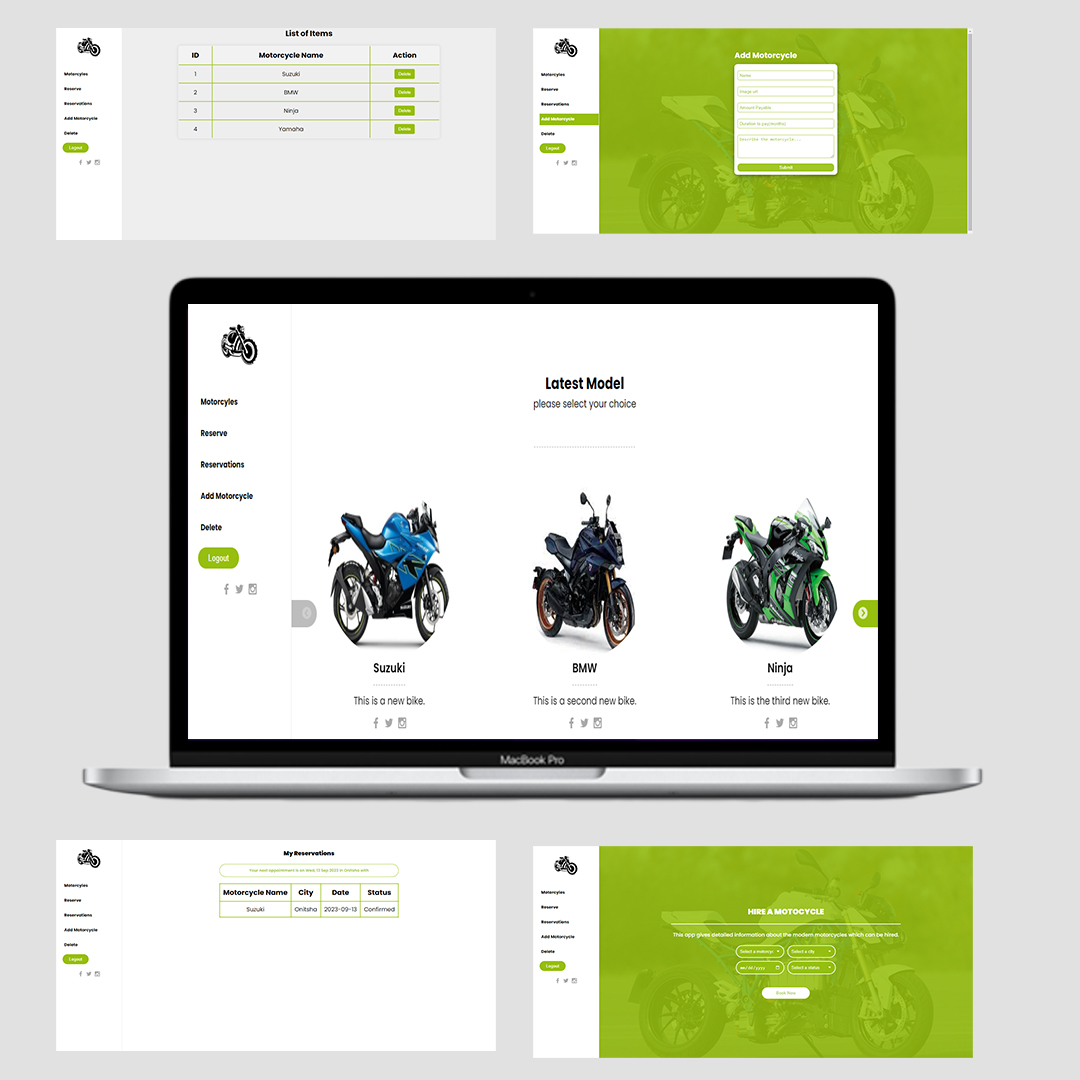 List of Items
ID Motorcycle Name Action
1 Suzuki Delete
2 BMW Delete
3 Ninja Delete
4 Yamaha Delete
Motorcyles
Reserve
Reservations
Add Motorcycle
Delete
Logout
Add Motorcycle
Name
Image url
Amount Payable
Duration to pay(months)
Describe the motorcycle...
Submit
Motorcyles
Reserve
Reservations
Add Motorcycle
Delete
Logout
Latest Model
please select your choice
Motorcyles
Reserve
Reservations
Add Motorcycle
Delete
Logout
Suzuki BMW Ninja
This is a new bike. This is a second new bike. This is the third new bike.
MacBook Pro
My Reservations
Your next appointment is on Wed, 13 Sep 2023 in Onitsha with
Motorcycle Name City Date Status
Suzuki Onitsha 2023-09-13 Confirmed
Motorcyles
Reserve
Reservations
Add Motorcycle
Delete
Logout
HIRE A MOTOCYCLE
This app gives detailed information about the modern motorcycles which can be hired.
Select a motorcy Select a city
mm/dd/yyyy Select a status
Book Now
Motorcyles
Reserve
Reservations
Add Motorcycle
Delete
Logout